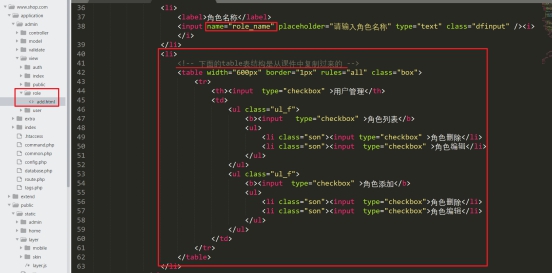 www.shop.com
application
admin
controller
model
validate
view
auth
index
public
role
add.html
user
extra
index
.htaccess
command.php
common.php
config.php
database.php
route.php
tags.php
extend
public
static
admin
home
layer
mobile
skin
layer.js
36 <li>
37 <label>角色名称</label>
38 <input name="role_name" placeholder="请输入角色名称" type="text" class="dfinput" /><i>
</i>
39 </li>
40 <li>
41 <!-- 下面的table表结构是从课件中复制过来的 -->
42 <table width="600px" border="1px" rules="all" class="box">
43 <tr>
44 <th><input type="checkbox" >用户管理</th>
45 <td>
46 <ul class="ul_f">
47 <b><input type="checkbox" >角色列表</b>
48 <ul>
49 <li class="son"><input type="checkbox" >角色删除</li>
50 <li class="son"><input type="checkbox" >角色编辑</li>
51 <ul>
52 </ul>
53 <ul class="ul_f">
54 <b><input type="checkbox" >角色添加</b>
55 <ul>
56 <li class="son"><input type="checkbox">角色删除</li>
57 <li class="son"><input type="checkbox">角色编辑</li>
58 </ul>
59 </ul>
60 </td>
61 </tr>
62 </table>
63 </li>